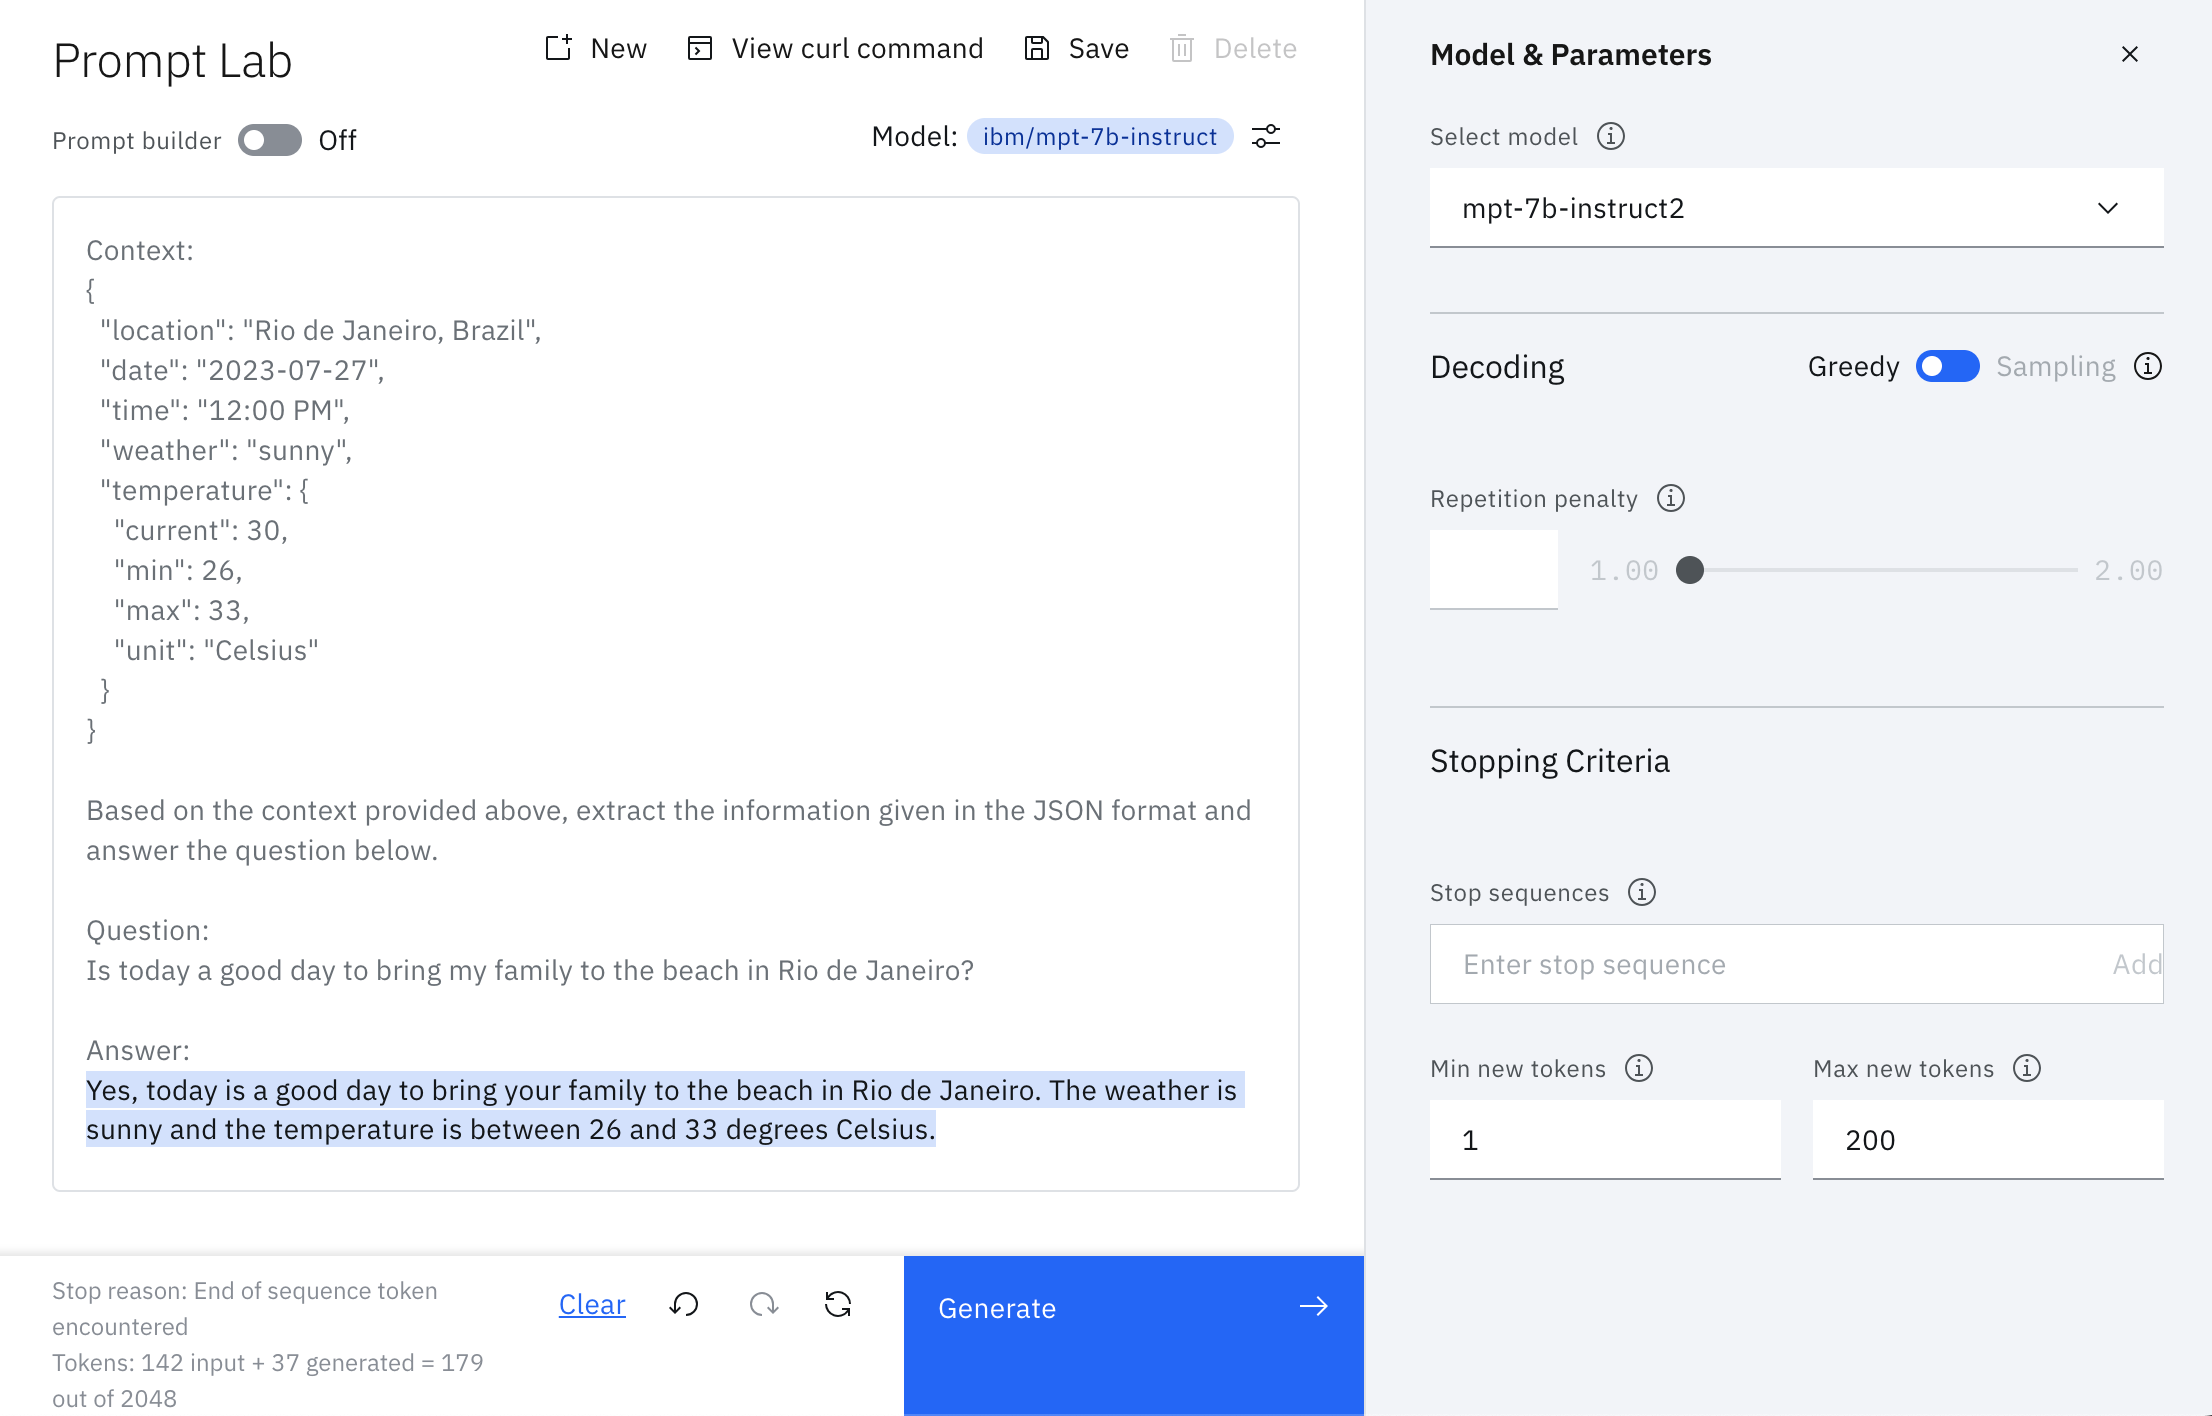 Prompt Lab
New
View curl command
Save
Delete
Prompt builder Off
Model: ibm/mpt-7b-instruct
Context:
{
"location": "Rio de Janeiro, Brazil",
"date": "2023-07-27",
"time": "12:00 PM",
"weather": "sunny",
"temperature": {
"current": 30,
"min": 26,
"max": 33,
"unit": "Celsius"
}
}
Based on the context provided above, extract the information given in the JSON format and
answer the question below.
Question:
Is today a good day to bring my family to the beach in Rio de Janeiro?
Answer:
Yes, today is a good day to bring your family to the beach in Rio de Janeiro. The weather is
sunny and the temperature is between 26 and 33 degrees Celsius.
Stop reason: End of sequence token
encountered
Tokens: 142 input + 37 generated = 179
out of 2048
Clear
Generate
Model & Parameters
Select model
mpt-7b-instruct2
Decoding
Greedy Sampling
Repetition penalty
1.00 2.00
Stopping Criteria
Stop sequences
Enter stop sequence Add
Min new tokens Max new tokens
1 200